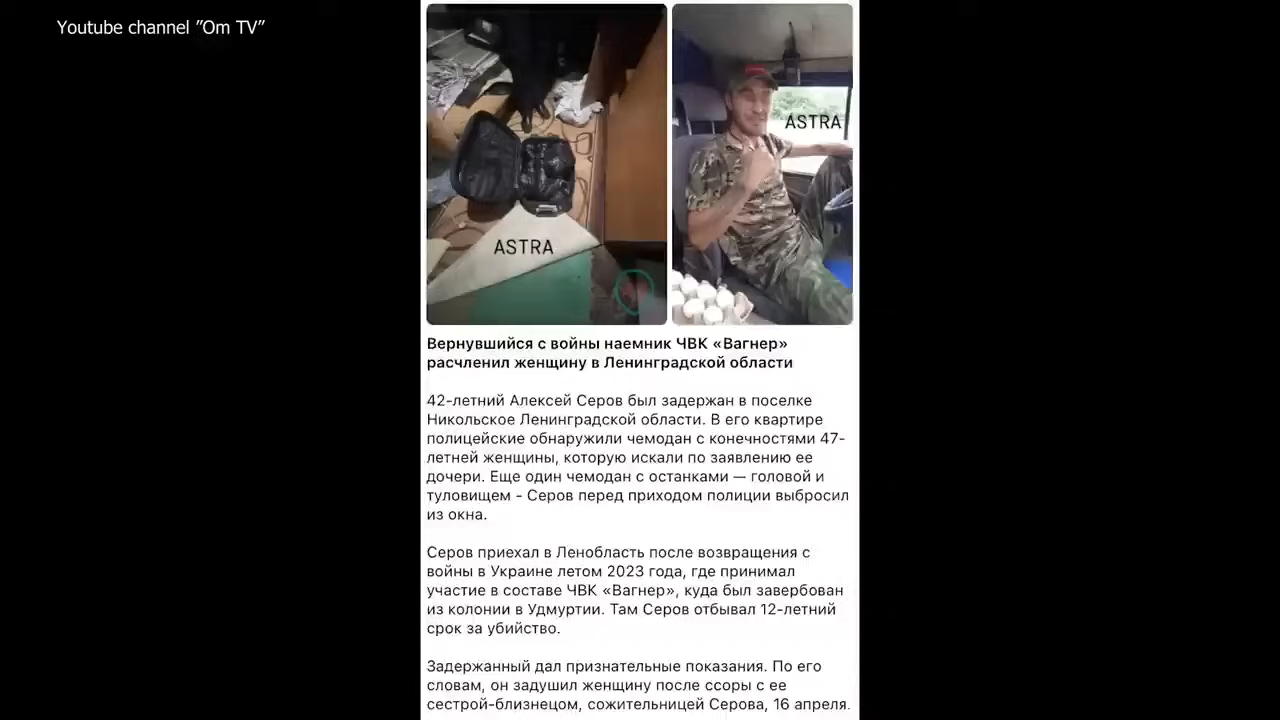 Youtube channel ”Om TV”
ASTRA
ASTRA
Вернувшийся с войны наемник ЧВК «Вагнер»
расчленил женщину в Ленинградской области
42-летний Алексей Серов был задержан в поселке
Никольское Ленинградской области. В его квартире
полицейские обнаружили чемодан с конечностями 47-
летней женщины, которую искали по заявлению ее
дочери. Еще один чемодан с останками — головой и
туловищем - Серов перед приходом полиции выбросил
из окна.
Серов приехал в Ленобласть после возвращения с
войны в Украине летом 2023 года, где принимал
участие в составе ЧВК «Вагнер», куда был завербован
из колонии в Удмуртии. Там Серов отбывал 12-летний
срок за убийство.
Задержанный дал признательные показания. По его
словам, он задушил женщину после ссоры с ее
сестрой-близнецом, сожительницей Серова, 16 апреля.